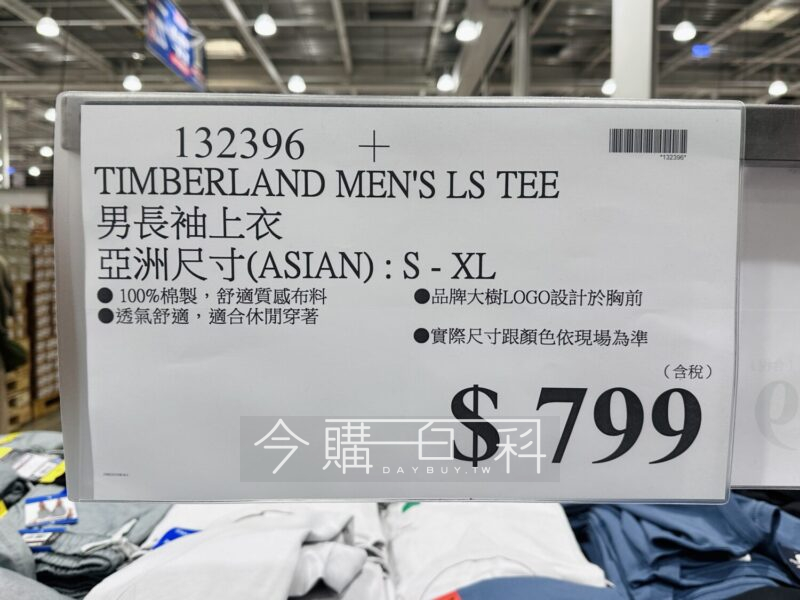 132396 +
*132396*
TIMBERLAND MEN'S LS TEE
男長袖上衣
亞洲尺寸(ASIAN) : S - XL
● 100%棉製，舒適質感布料
●品牌大樹LOGO設計於胸前
●透氣舒適，適合休閒穿著
●實際尺寸跟顏色依現場為準
（含稅）
$ 799
今購百科
DAYBUY.TW